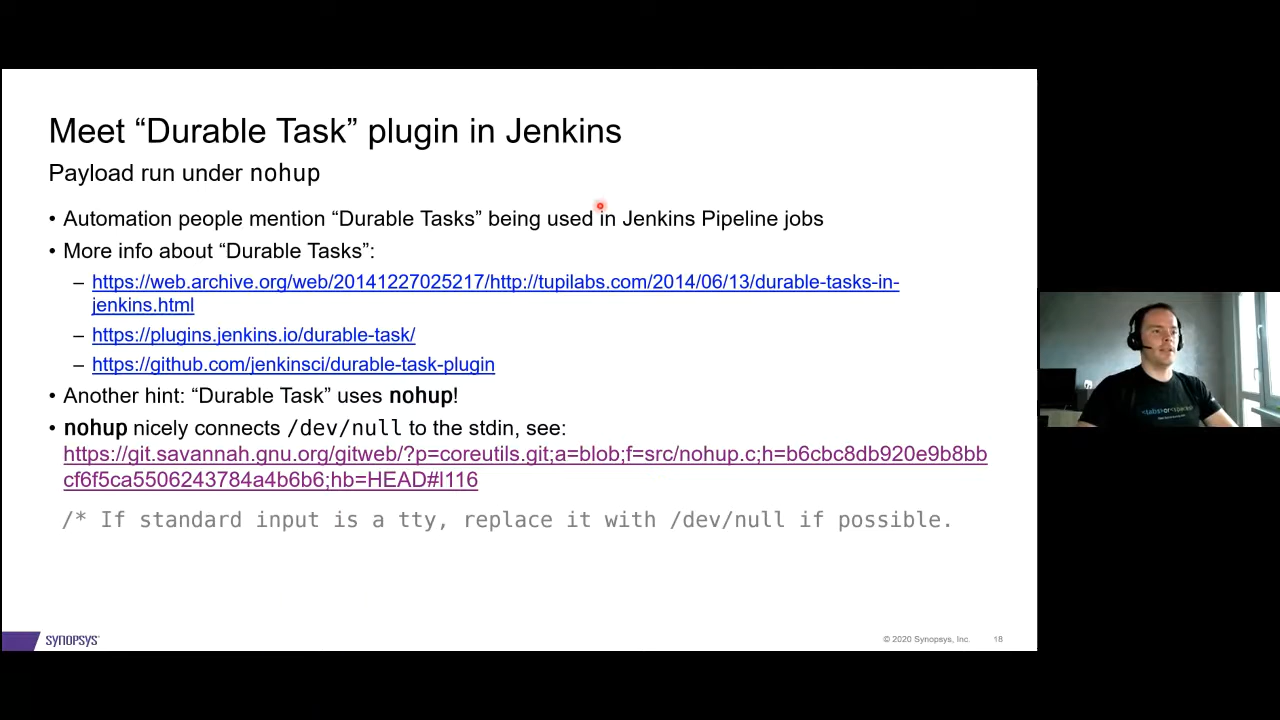 Meet “Durable Task” plugin in Jenkins
Payload run under nohup
• Automation people mention “Durable Tasks” being used in Jenkins Pipeline jobs
• More info about “Durable Tasks”:
– https://web.archive.org/web/20141227025217/http://tupilabs.com/2014/06/13/durable-tasks-in-
jenkins.html
– https://plugins.jenkins.io/durable-task/
– https://github.com/jenkinsci/durable-task-plugin
• Another hint: “Durable Task” uses nohup!
• nohup nicely connects /dev/null to the stdin, see:
https://git.savannah.gnu.org/gitweb/?p=coreutils.git;a=blob;f=src/nohup.c;h=b6cbc8db920e9b8bb
cf6f5ca5506243784a4b6b6;hb=HEAD#l116
/* If standard input is a tty, replace it with /dev/null if possible.
SYNOPSYS
© 2020 Synopsys, Inc. 18